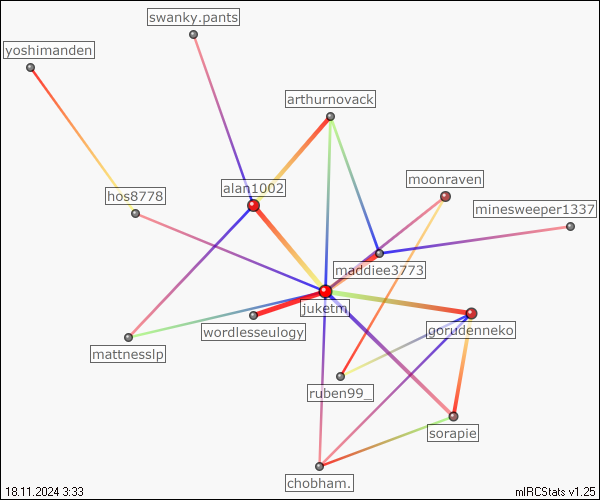 swanky.pants
yoshimanden
arthurnovack
moonraven
alan1002
hos8778
minesweeper1337
maddiee3773
juketm
wordlesseulogy
gorudenneko
mattnesslp
ruben99_
sorapie
chobham.
18.11.2024 3:33
mIRCStats v1.25